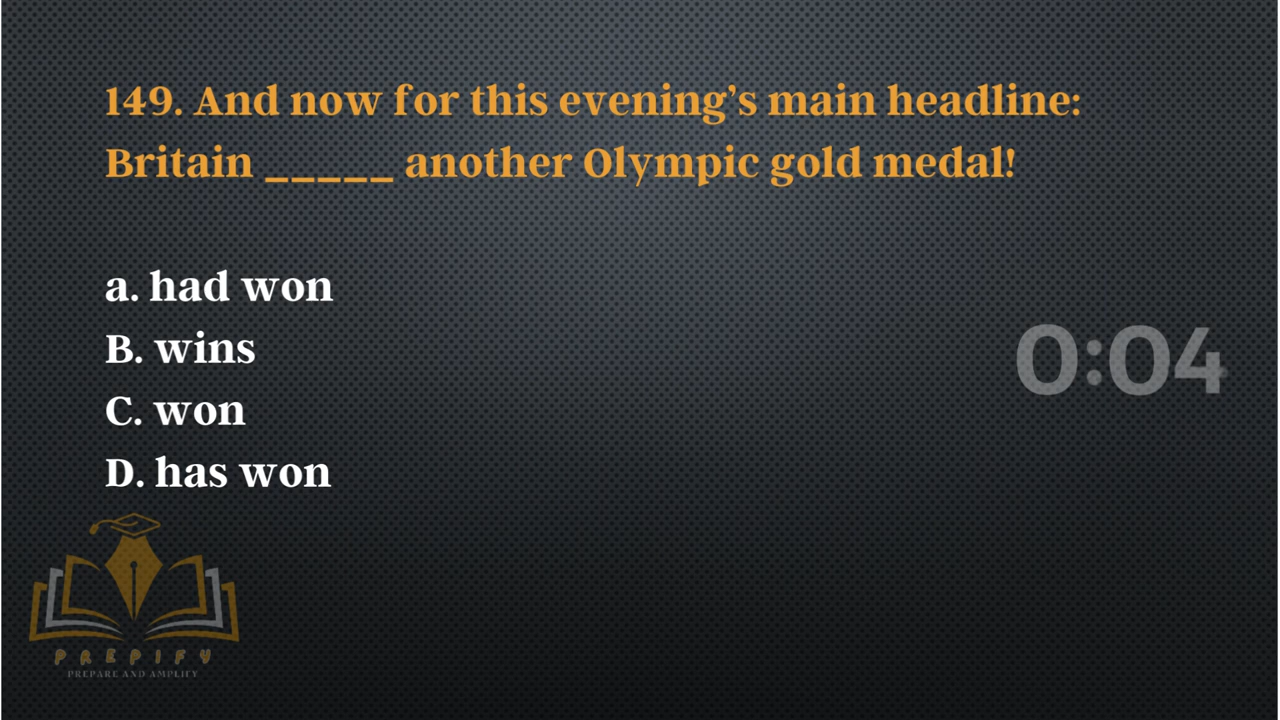 149. And now for this evening’s main headline:
Britain _____ another Olympic gold medal!
a. had won
B. wins
C. won
D. has won
0:04
PREPIFY
PREPARE AND AMPLIFY